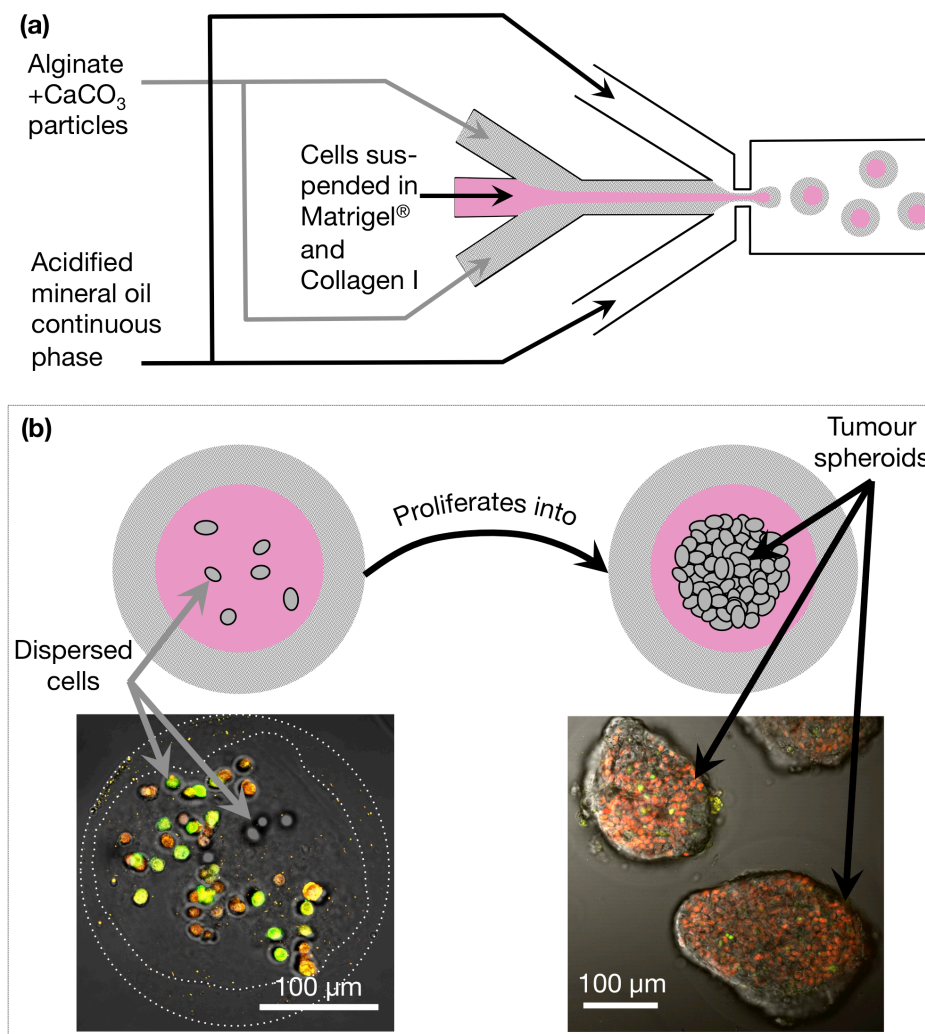 (a)
Alginate
+CaCO₃
particles
Cells sus-
pended in
Matrigel®
and
Collagen I
Acidified
mineral oil
continuous
phase
(b)
Tumour
spheroids
Proliferates into
Dispersed
cells
100 µm
100 µm